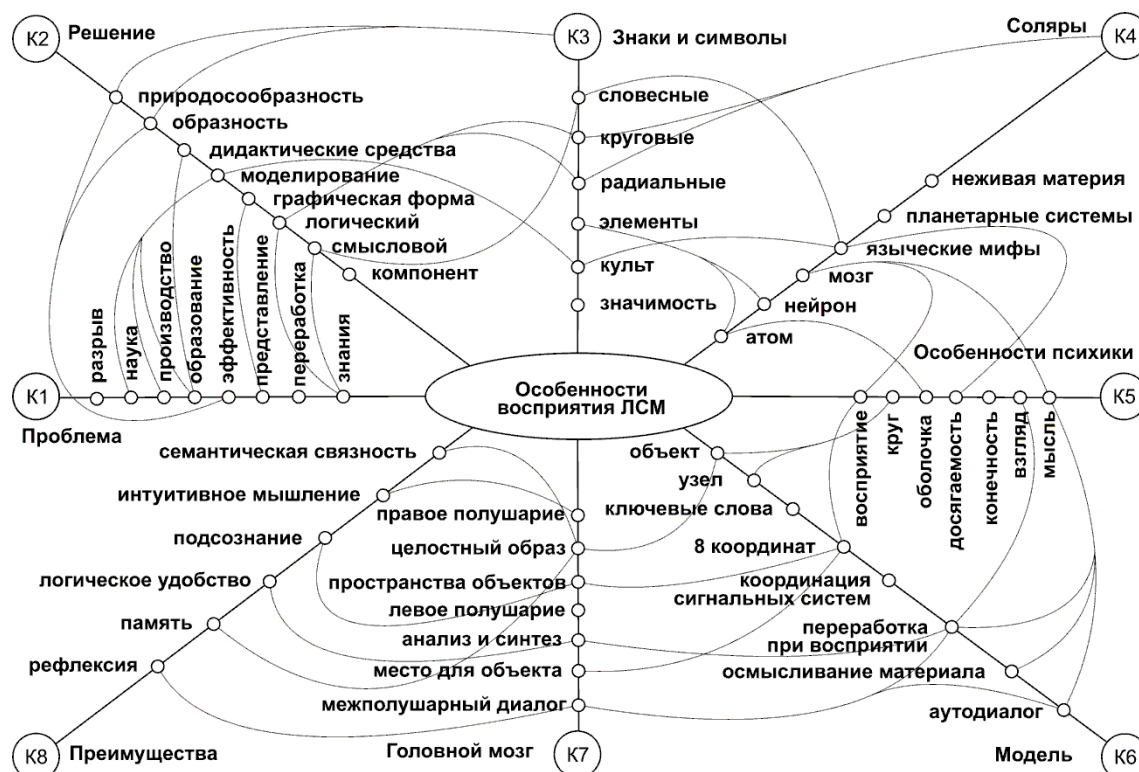 К2
Решение
К3
Знаки и символы
Соляры
К4
природосообразность
образность
дидактические средства
моделирование
графическая форма
логический
смысловой
компонент
словесные
круговые
радиальные
элементы
культ
значимость
неживая материя
планетарные системы
языческие мифы
мозг
нейрон
атом
разрыв
наука
производство
образование
эффективность
представление
переработка
знания
К1
Проблема
Особенности
восприятия ЛСМ
Особенности психики
К5
восприятие
круг
оболочка
досягаемость
конечность
взгляд
мысль
семантическая связность
интуитивное мышление
подсознание
логическое удобство
память
рефлексия
правое полушарие
целостный образ
пространства объектов
левое полушарие
анализ и синтез
место для объекта
межполушарный диалог
объект
узел
ключевые слова
8 координат
координация
сигнальных систем
переработка
при восприятии
осмысливание материала
аутодиалог
К8
Преимущества
Головной мозг
К7
Модель
К6